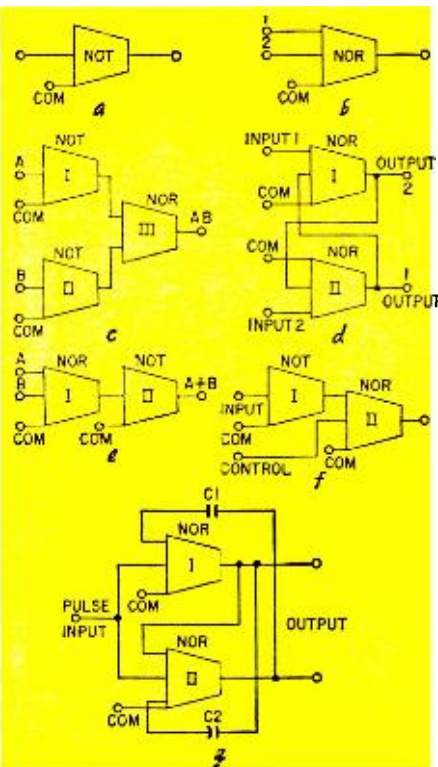 NOT
COM
a
1
2
NOR
COM
b
NOT
A
I
COM
NOR
III
AB
NOT
B
II
COM
c
NOR
INPUT 1
I
OUTPUT
2
COM
COM
NOR
II
1
OUTPUT
INPUT 2
d
A
NOR
B
I
COM
NOT
II
A+B
COM
e
NOT
INPUT
I
COM
NOR
II
CONTROL
COM
f
C1
NOR
I
COM
PULSE
INPUT
OUTPUT
NOR
II
COM
C2
g